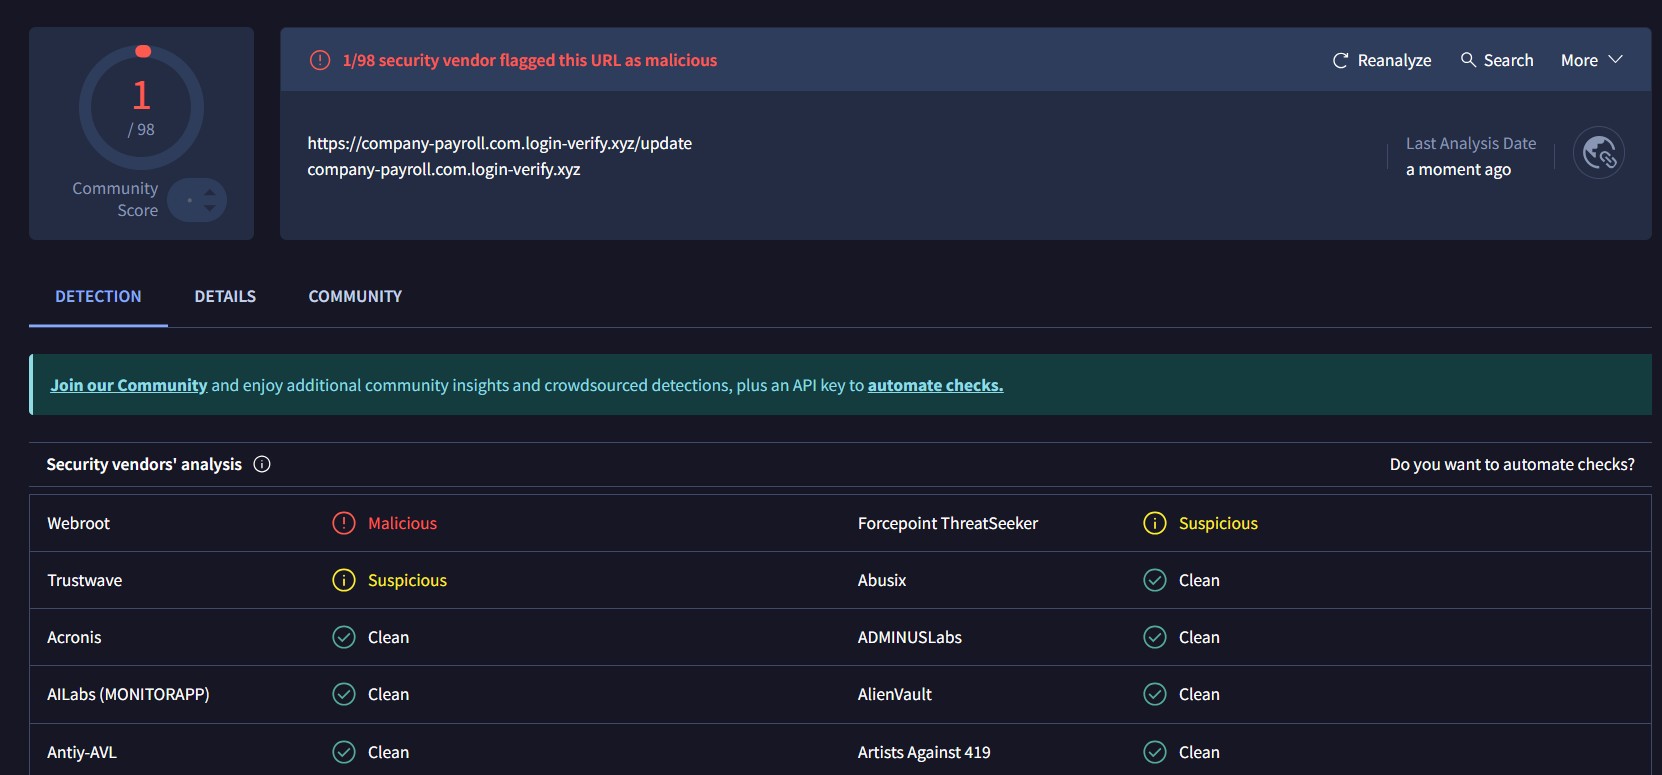 1
/ 98
Community
Score
1/98 security vendor flagged this URL as malicious
Reanalyze
Search
More
https://company-payroll.com.login-verify.xyz/update
company-payroll.com.login-verify.xyz
Last Analysis Date
a moment ago
DETECTION DETAILS COMMUNITY
Join our Community and enjoy additional community insights and crowdsourced detections, plus an API key to automate checks.
Security vendors' analysis
Do you want to automate checks?
Webroot Malicious Forcepoint ThreatSeeker Suspicious
Trustwave Suspicious Abusix Clean
Acronis Clean ADMINUSLabs Clean
AILabs (MONITORAPP) Clean AlienVault Clean
Antiy-AVL Clean Artists Against 419 Clean